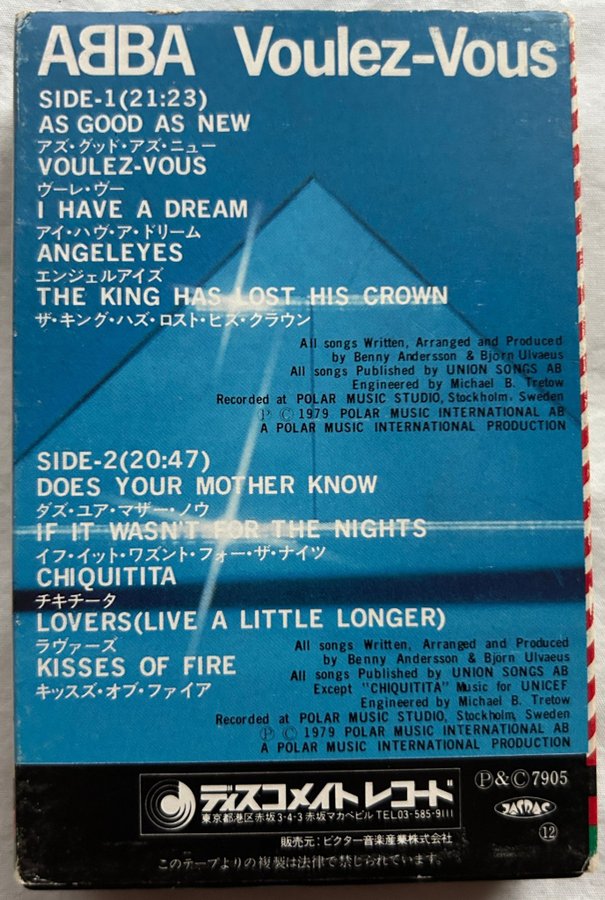 ABBA Voulez-Vous
SIDE-1(21:23)
AS GOOD AS NEW
アズ・グッド・アズ・ニュー
VOULEZ-VOUS
ヴーレ・ヴー
I HAVE A DREAM
アイ・ハヴ・ア・ドリーム
ANGELEYES
エンジェルアイズ
THE KING HAS LOST HIS CROWN
ザ・キング・ハズ・ロスト・ヒズ・クラウン
All songs Written, Arranged and Produced
by Benny Andersson & Björn Ulvaeus
All songs Published by UNION SONGS AB
Engineered by Michael B. Tretow
Recorded at POLAR MUSIC STUDIO, Stockholm, Sweden
Ⓟ Ⓒ 1979 POLAR MUSIC INTERNATIONAL AB
A POLAR MUSIC INTERNATIONAL PRODUCTION
SIDE-2(20:47)
DOES YOUR MOTHER KNOW
ダズ・ユア・マザー・ノウ
IF IT WASN'T FOR THE NIGHTS
イフ・イット・ワズント・フォー・ザ・ナイツ
CHIQUITITA
チキチータ
LOVERS(LIVE A LITTLE LONGER)
ラヴァーズ
KISSES OF FIRE
キッスズ・オブ・ファイア
All songs Written, Arranged and Produced
by Benny Andersson & Björn Ulvaeus
All songs Published by UNION SONGS AB
Except "CHIQUITITA" Music for UNICEF
Engineered by Michael B. Tretow
Recorded at POLAR MUSIC STUDIO, Stockholm, Sweden
Ⓟ Ⓒ 1979 POLAR MUSIC INTERNATIONAL AB
A POLAR MUSIC INTERNATIONAL PRODUCTION
ディスコメイトレコード
東京都港区赤坂3-4-3赤坂マカベビル TEL03-585-9111
販売元:ビクター音楽産業株式会社
このテープよりの複製は法律で禁じられています。
Ⓟ&Ⓒ7905
JASRAC
⑫